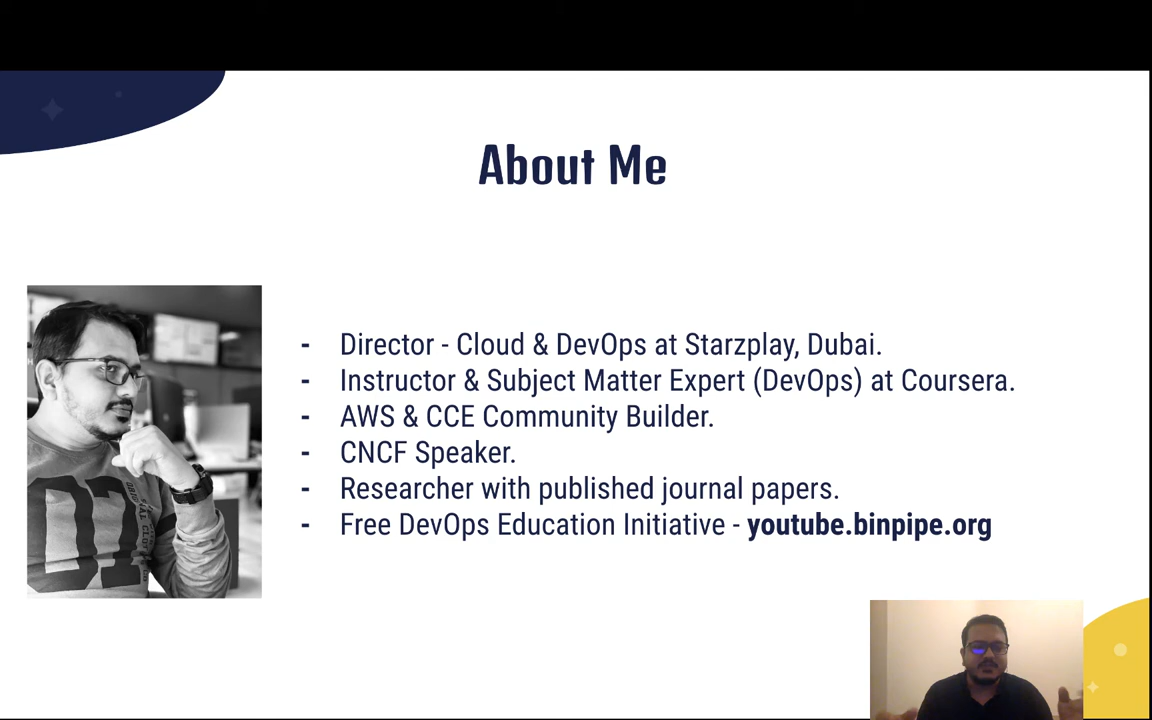 About Me
- Director - Cloud & DevOps at Starzplay, Dubai.
- Instructor & Subject Matter Expert (DevOps) at Coursera.
- AWS & CCE Community Builder.
- CNCF Speaker.
- Researcher with published journal papers.
- Free DevOps Education Initiative - youtube.binpipe.org